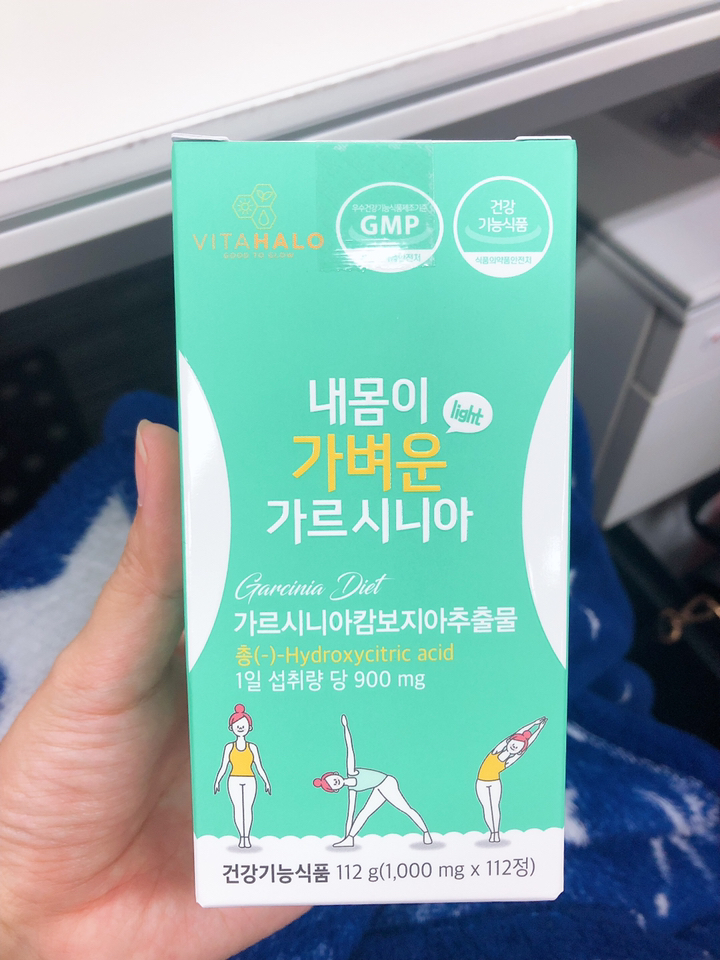 VITAHALO
GOOD TO GLOW
우수건강기능식품제조기준
GMP
건강
기능식품
식품의약품안전처
내몸이
light
가벼운
가르시니아
Garcinia Diet
가르시니아캄보지아추출물
총(-)-Hydroxycitric acid
1일 섭취량 당 900 mg
건강기능식품 112 g(1,000 mg x 112정)